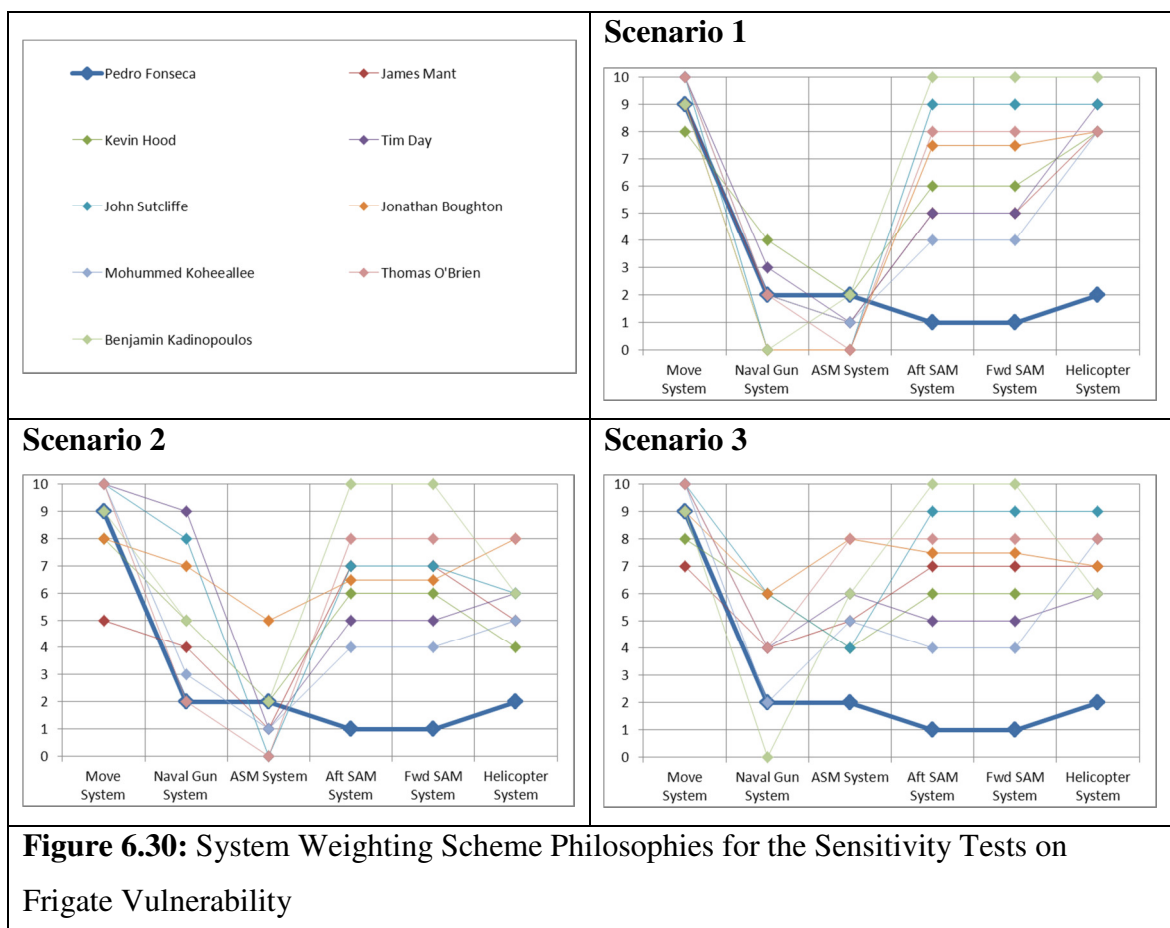 Pedro Fonseca
James Mant
Kevin Hood
Tim Day
John Sutcliffe
Jonathan Boughton
Mohummed Koheeallee
Thomas O'Brien
Benjamin Kadinopoulos
Scenario 1
10
9
8
7
6
5
4
3
2
1
0
Move System
Naval Gun System
ASM System
Aft SAM System
Fwd SAM System
Helicopter System
Scenario 2
10
9
8
7
6
5
4
3
2
1
0
Move System
Naval Gun System
ASM System
Aft SAM System
Fwd SAM System
Helicopter System
Scenario 3
10
9
8
7
6
5
4
3
2
1
0
Move System
Naval Gun System
ASM System
Aft SAM System
Fwd SAM System
Helicopter System
Figure 6.30: System Weighting Scheme Philosophies for the Sensitivity Tests on
Frigate Vulnerability